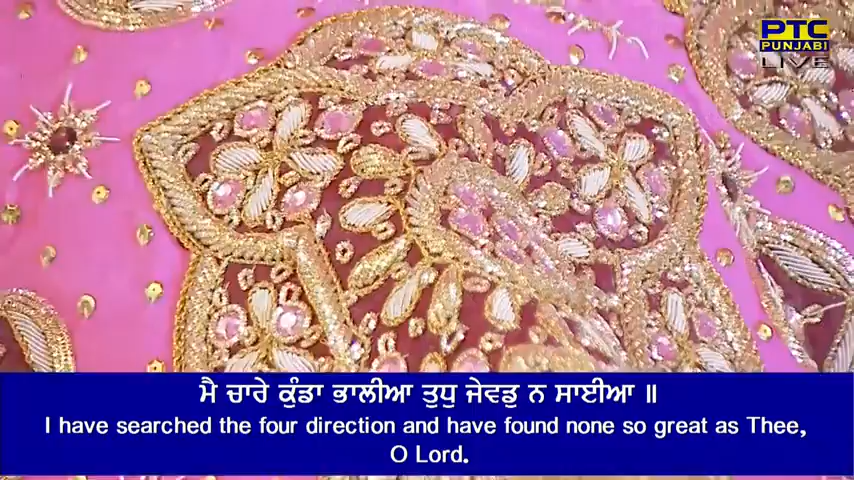 PTC
PUNJABI
LIVE
ਮੈ ਚਾਰੇ ਕੁੰਡਾ ਭਾਲੀਆ ਤੁਧੁ ਜੇਵਡੁ ਨ ਸਾਈਆ ॥
I have searched the four direction and have found none so great as Thee,
O Lord.